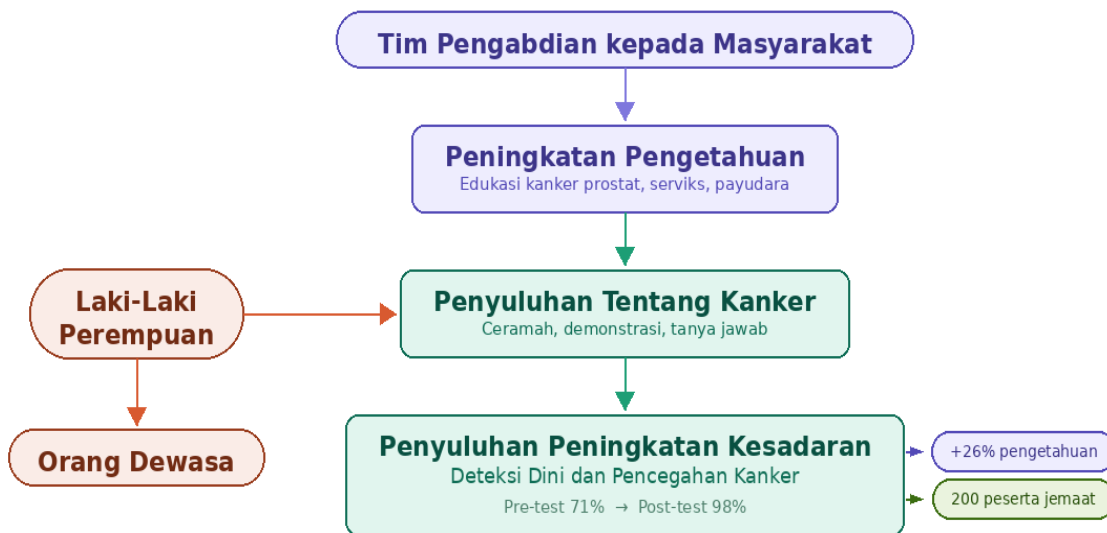 Tim Pengabdian kepada Masyarakat
Peningkatan Pengetahuan
Edukasi kanker prostat, serviks, payudara
Laki-Laki
Perempuan
Penyuluhan Tentang Kanker
Ceramah, demonstrasi, tanya jawab
Orang Dewasa
Penyuluhan Peningkatan Kesadaran
Deteksi Dini dan Pencegahan Kanker
Pre-test 71% → Post-test 98%
+26% pengetahuan
200 peserta jemaat